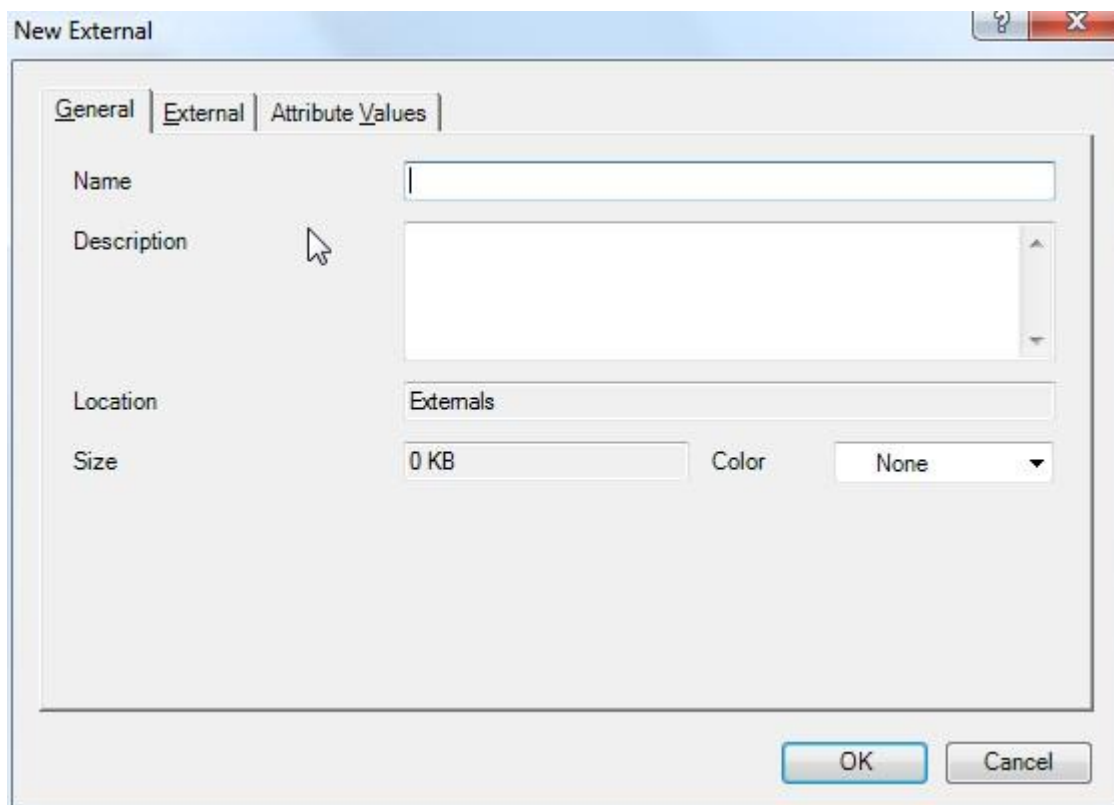 New External
General External Attribute Values
Name
Description
Location Externals
Size 0 KB Color None
OK Cancel